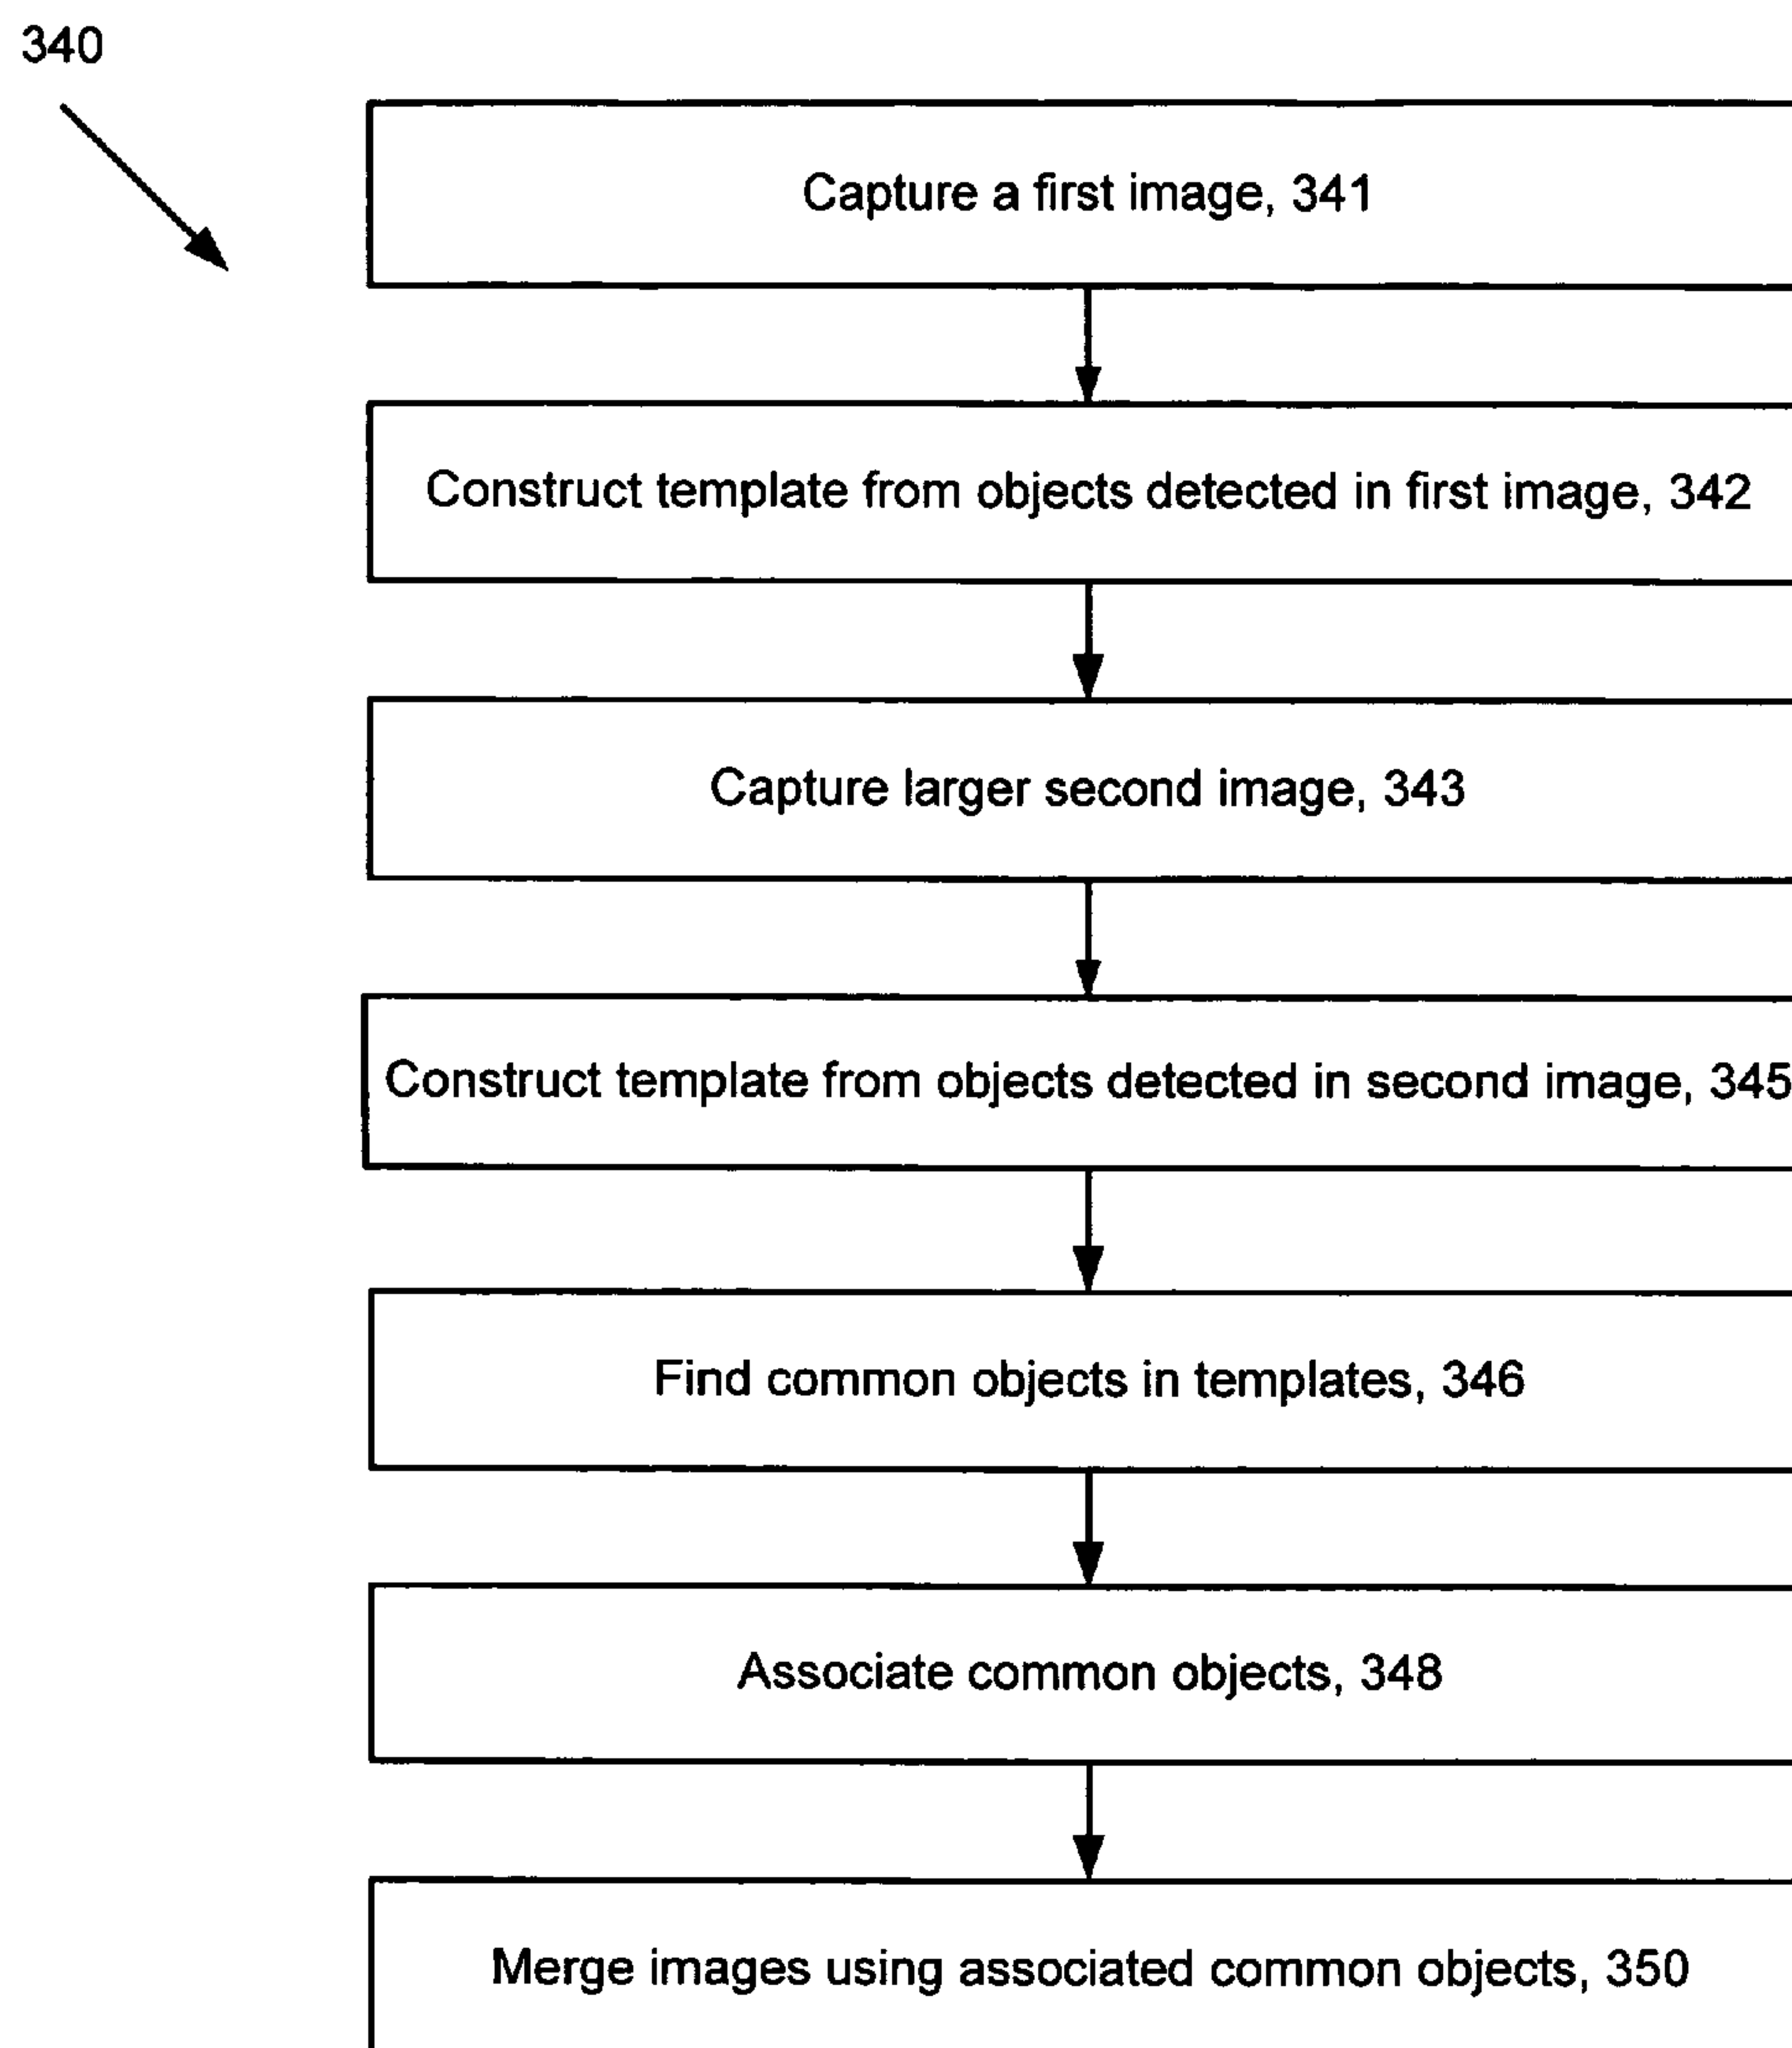 340
Capture a first image, 341
Construct template from objects detected in first image, 342
Capture larger second image, 343
Construct template from objects detected in second image, 345
Find common objects in templates, 346
Associate common objects, 348
Merge images using associated common objects, 350